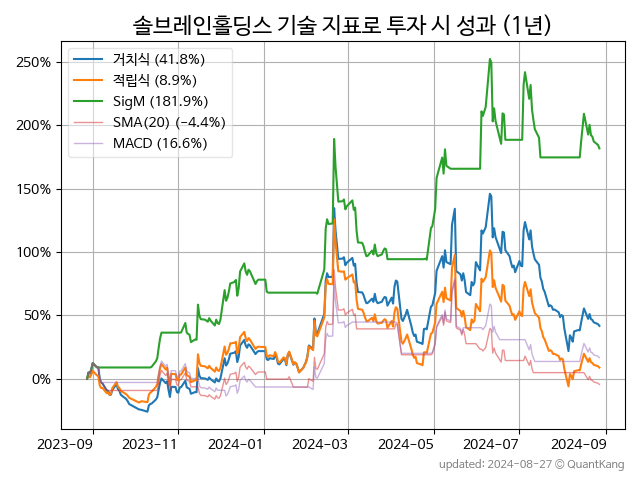 솔브레인홀딩스 기술 지표로 투자 시 성과 (1년)
거치식 (41.8%)
적립식 (8.9%)
SigM (181.9%)
SMA(20) (-4.4%)
MACD (16.6%)
250%
200%
150%
100%
50%
0%
2023-09 2023-11 2024-01 2024-03 2024-05 2024-07 2024-09
updated: 2024-08-27 © QuantKang